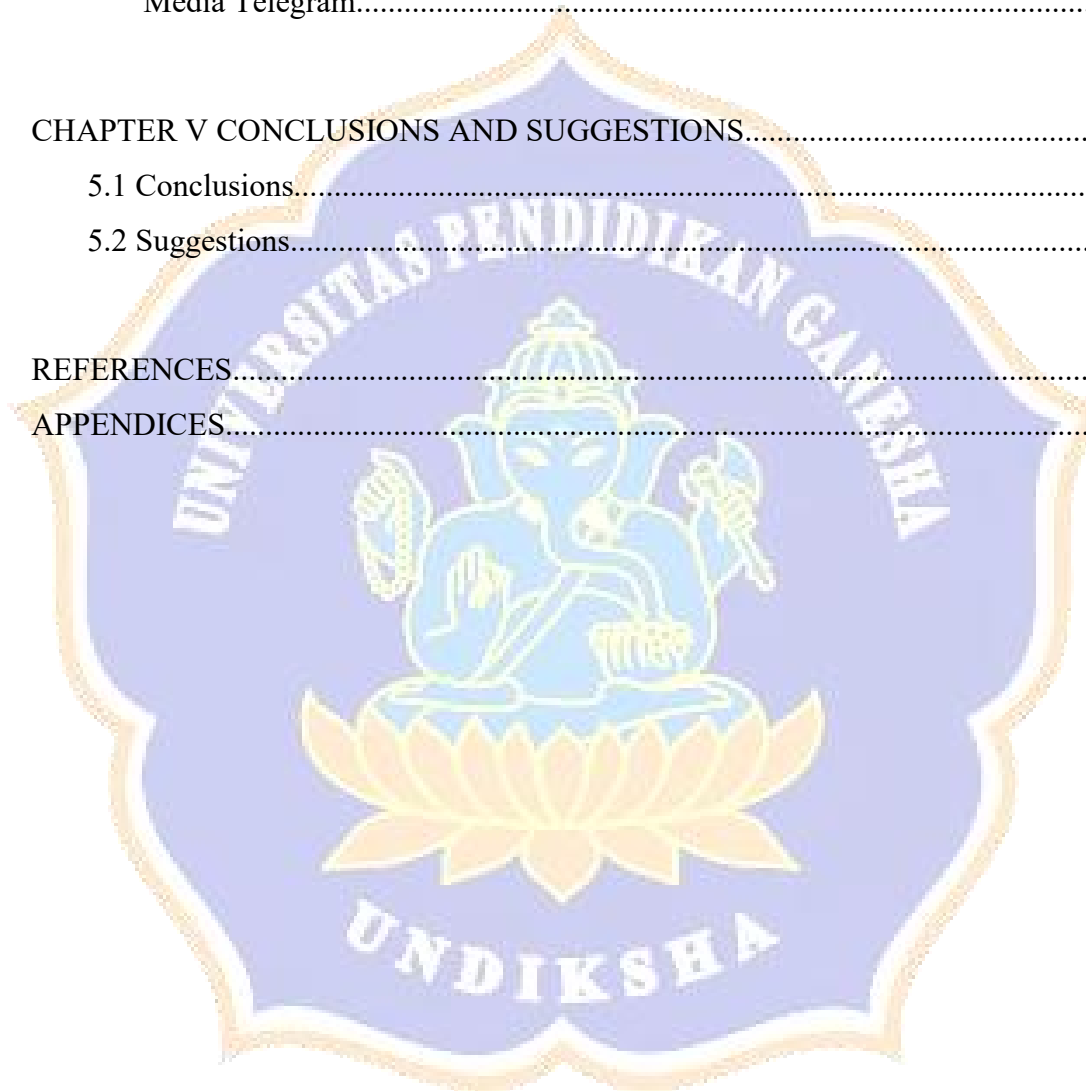 Media Telegram
CHAPTER V CONCLUSIONS AND SUGGESTIONS
5.1 Conclusions
5.2 Suggestions
REFERENCES
APPENDICES
UNIVERSITAS PENDIDIKAN GANESHA
UNDIKSHA